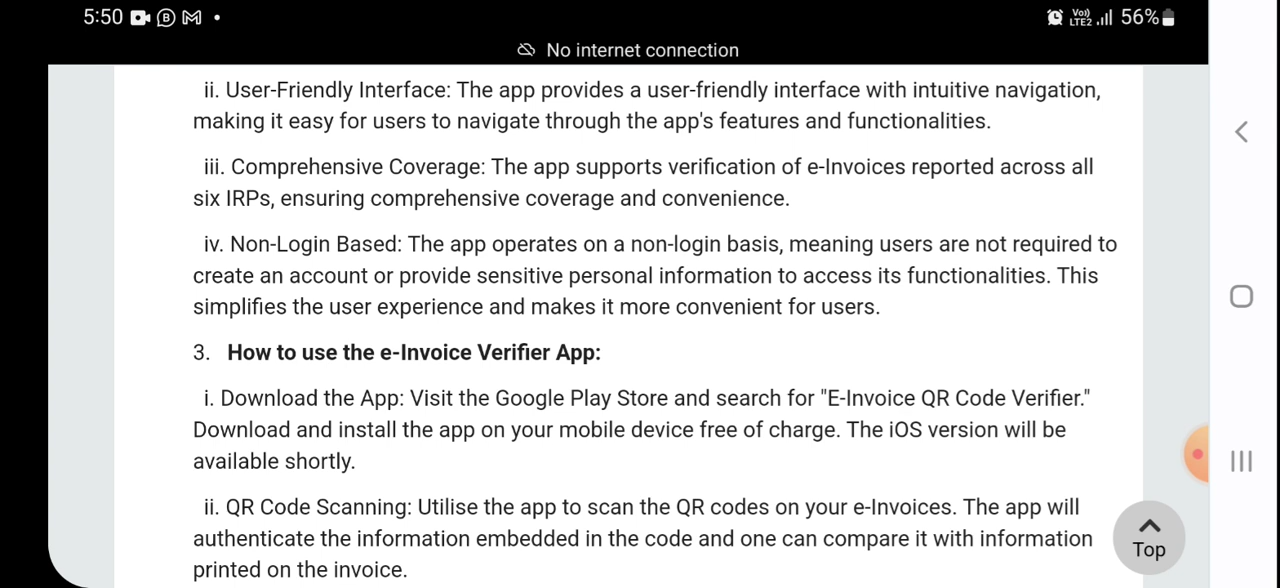 5:50 B M • Vo) LTE2 56%
No internet connection
ii. User-Friendly Interface: The app provides a user-friendly interface with intuitive navigation,
making it easy for users to navigate through the app's features and functionalities.
iii. Comprehensive Coverage: The app supports verification of e-Invoices reported across all
six IRPs, ensuring comprehensive coverage and convenience.
iv. Non-Login Based: The app operates on a non-login basis, meaning users are not required to
create an account or provide sensitive personal information to access its functionalities. This
simplifies the user experience and makes it more convenient for users.
3. How to use the e-Invoice Verifier App:
i. Download the App: Visit the Google Play Store and search for "E-Invoice QR Code Verifier."
Download and install the app on your mobile device free of charge. The iOS version will be
available shortly.
ii. QR Code Scanning: Utilise the app to scan the QR codes on your e-Invoices. The app will
authenticate the information embedded in the code and one can compare it with information
printed on the invoice.
Top